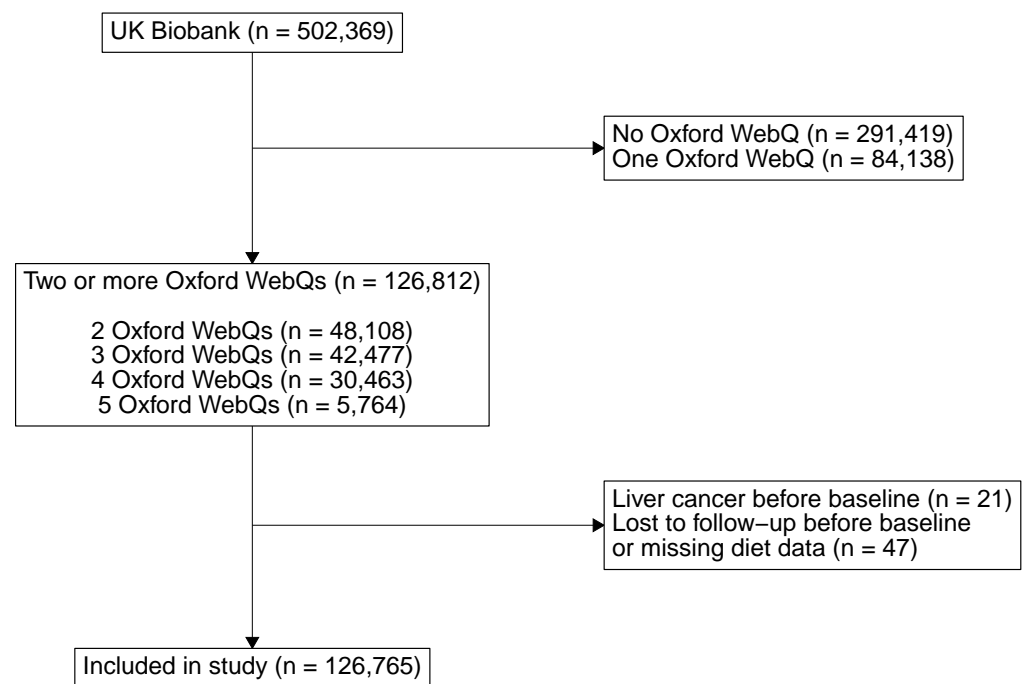 UK Biobank (n = 502,369)
No Oxford WebQ (n = 291,419)
One Oxford WebQ (n = 84,138)
Two or more Oxford WebQs (n = 126,812)
2 Oxford WebQs (n = 48,108)
3 Oxford WebQs (n = 42,477)
4 Oxford WebQs (n = 30,463)
5 Oxford WebQs (n = 5,764)
Liver cancer before baseline (n = 21)
Lost to follow−up before baseline
or missing diet data (n = 47)
Included in study (n = 126,765)